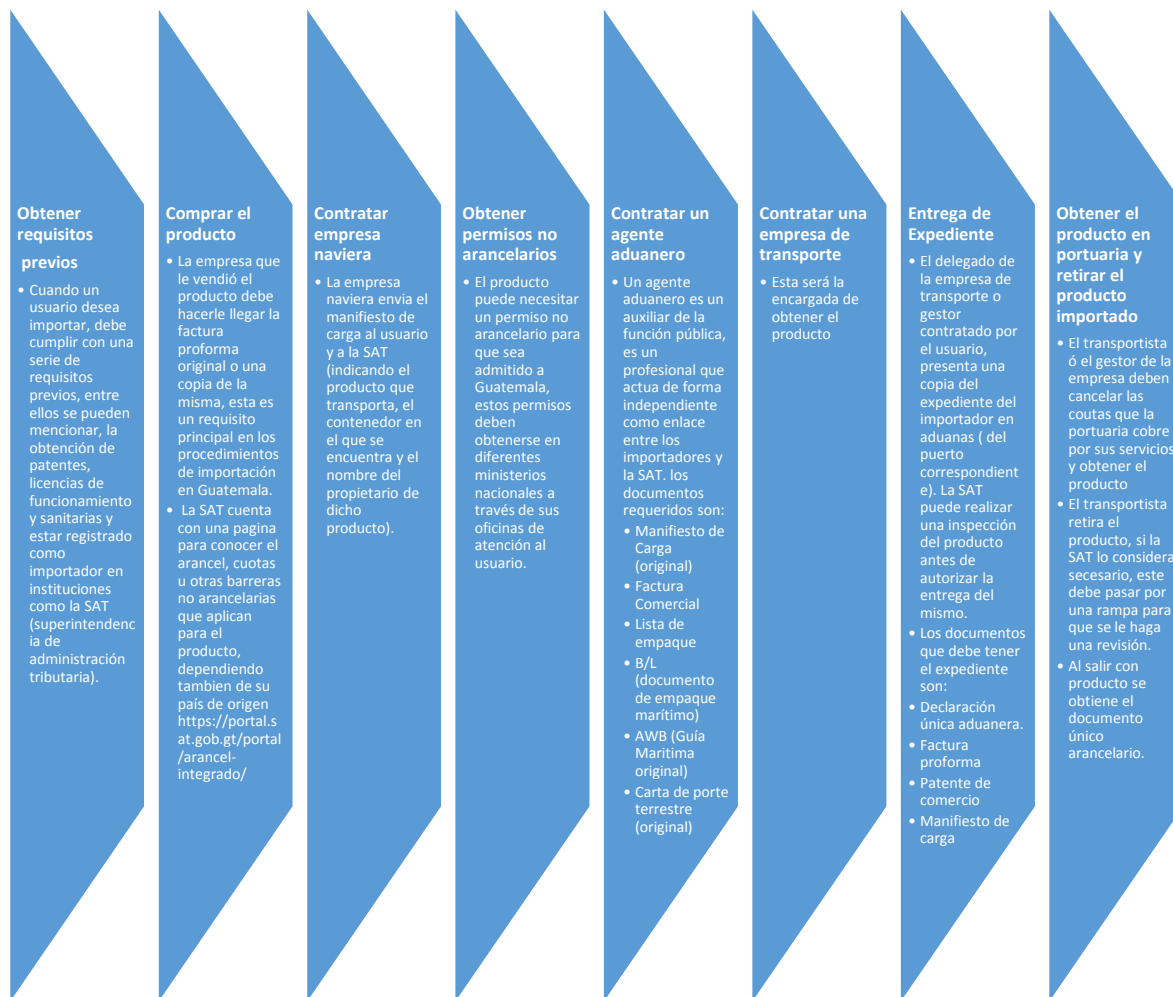 Obtener
requisitos
previos
• Cuando un
usuario desea
importar, debe
cumplir con una
serie de
requisitos
previos, entre
ellos se pueden
mencionar, la
obtención de
patentes,
licencias de
funcionamiento
y sanitarias y
estar registrado
como
importador en
instituciones
como la SAT
(superintendenc
ia de
administración
tributaria).
Comprar el
producto
• La empresa que
le vendió el
producto debe
hacerle llegar la
factura
proforma
original o una
copia de la
misma, esta es
un requisito
principal en los
procedimientos
de importación
en Guatemala.
• La SAT cuenta
con una pagina
para conocer el
arancel, cuotas
u otras barreras
no arancelarias
que aplican
para el
producto,
dependiendo
tambien de su
país de origen
https://portal.s
at.gob.gt/portal
/arancel-
integrado/
Contratar
empresa
naviera
• La empresa
naviera envia el
manifiesto de
carga al usuario
y a la SAT
(indicando el
producto que
transporta, el
contenedor en
el que se
encuentra y el
nombre del
propietario de
dicho
producto).
Obtener
permisos no
arancelarios
• El producto
puede necesitar
un permiso no
arancelario para
que sea
admitido a
Guatemala,
estos permisos
deben
obtenerse en
diferentes
ministerios
nacionales a
través de sus
oficinas de
atención al
usuario.
Contratar un
agente
aduanero
• Un agente
aduanero es un
auxiliar de la
función pública,
es un
profesional que
actua de forma
independiente
como enlace
entre los
importadores y
la SAT. los
documentos
requeridos son:
• Manifiesto de
Carga
(original)
• Factura
Comercial
• Lista de
empaque
• B/L
(documento
de empaque
marítimo)
• AWB (Guía
Maritima
original)
• Carta de porte
terrestre
(original)
Contratar una
empresa de
transporte
• Esta será la
encargada de
obtener el
producto
Entrega de
Expediente
• El delegado de
la empresa de
transporte o
gestor
contratado por
el usuario,
presenta una
copia del
expediente del
importador en
aduanas ( del
puerto
correspondient
e). La SAT
puede realizar
una inspección
del producto
antes de
autorizar la
entrega del
mismo.
• Los documentos
que debe tener
el expediente
son:
• Declaración
única aduanera.
• Factura
proforma
• Patente de
comercio
• Manifiesto de
carga
Obtener el
producto en
portuaria y
retirar el
producto
importado
• El transportista
ó el gestor de la
empresa deben
cancelar las
coutas que la
portuaria cobre
por sus servicios
y obtener el
producto
• El transportista
retira el
producto, si la
SAT lo considera
secesario, este
debe pasar por
una rampa para
que se le haga
una revisión.
• Al salir con
producto se
obtiene el
documento
único
arancelario.